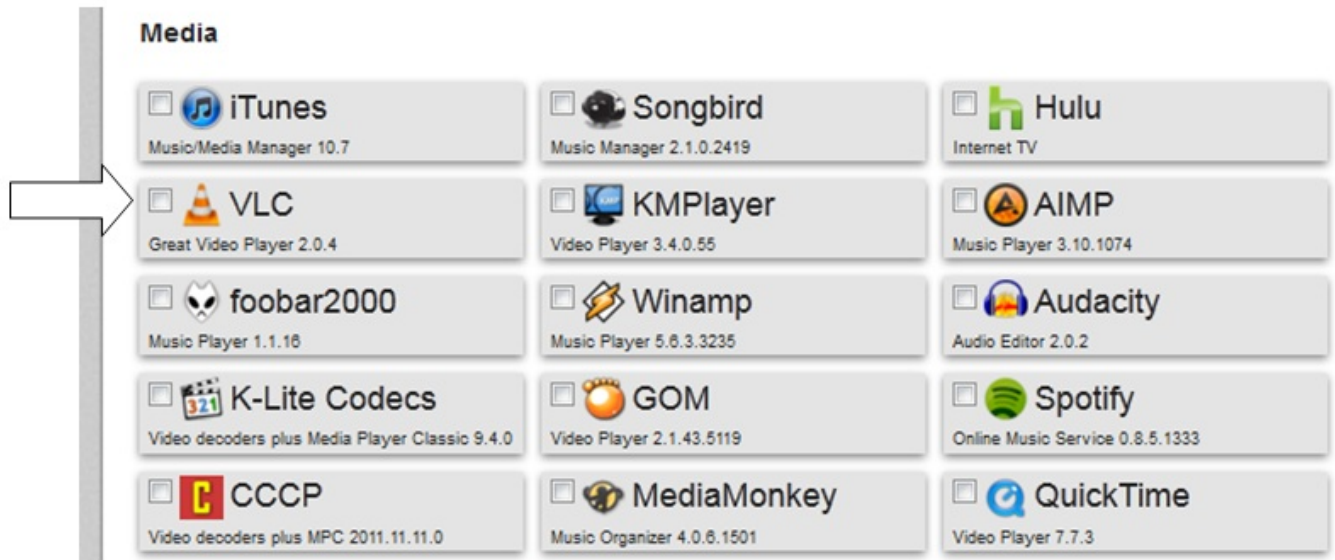 Media
iTunes
Music/Media Manager 10.7
Songbird
Music Manager 2.1.0.2419
Hulu
Internet TV
VLC
Great Video Player 2.0.4
KMPlayer
Video Player 3.4.0.55
AIMP
Music Player 3.10.1074
foobar2000
Music Player 1.1.16
Winamp
Music Player 5.6.3.3235
Audacity
Audio Editor 2.0.2
321
K-Lite Codecs
Video decoders plus Media Player Classic 9.4.0
GOM
Video Player 2.1.43.5119
Spotify
Online Music Service 0.8.5.1333
C
CCCP
Video decoders plus MPC 2011.11.11.0
MediaMonkey
Music Organizer 4.0.6.1501
QuickTime
Video Player 7.7.3